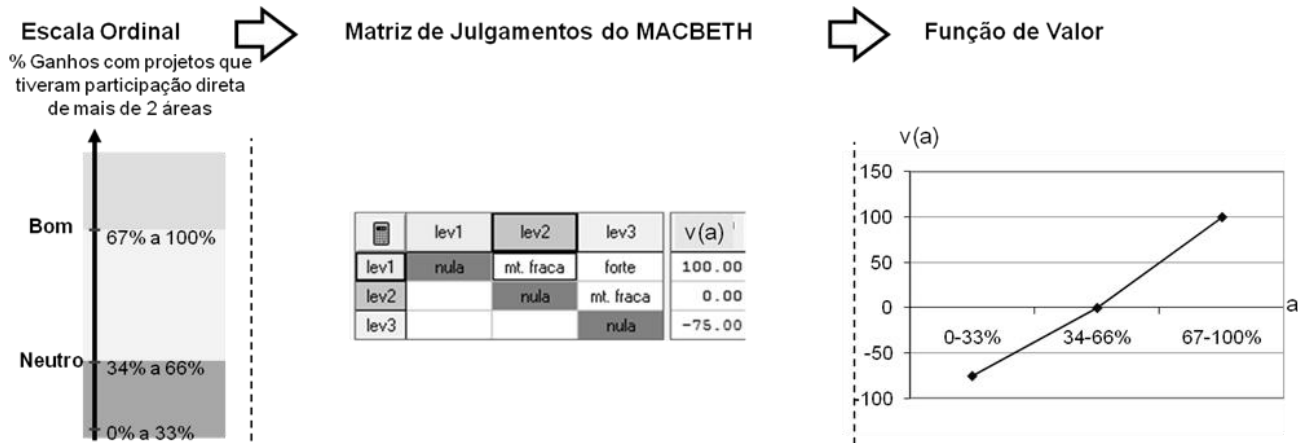 Escala Ordinal
Matriz de Julgamentos do MACBETH
Função de Valor
% Ganhos com projetos que
tiveram participação direta
de mais de 2 áreas
Bom
67% a 100%
Neutro
34% a 66%
0% a 33%
lev1 lev2 lev3 v(a)
lev1 nula mt. fraca forte 100.00
lev2 nula mt. fraca 0.00
lev3 nula -75.00
v(a)
150
100
50
0
a
0-33% 34-66% 67-100%
-50
-100